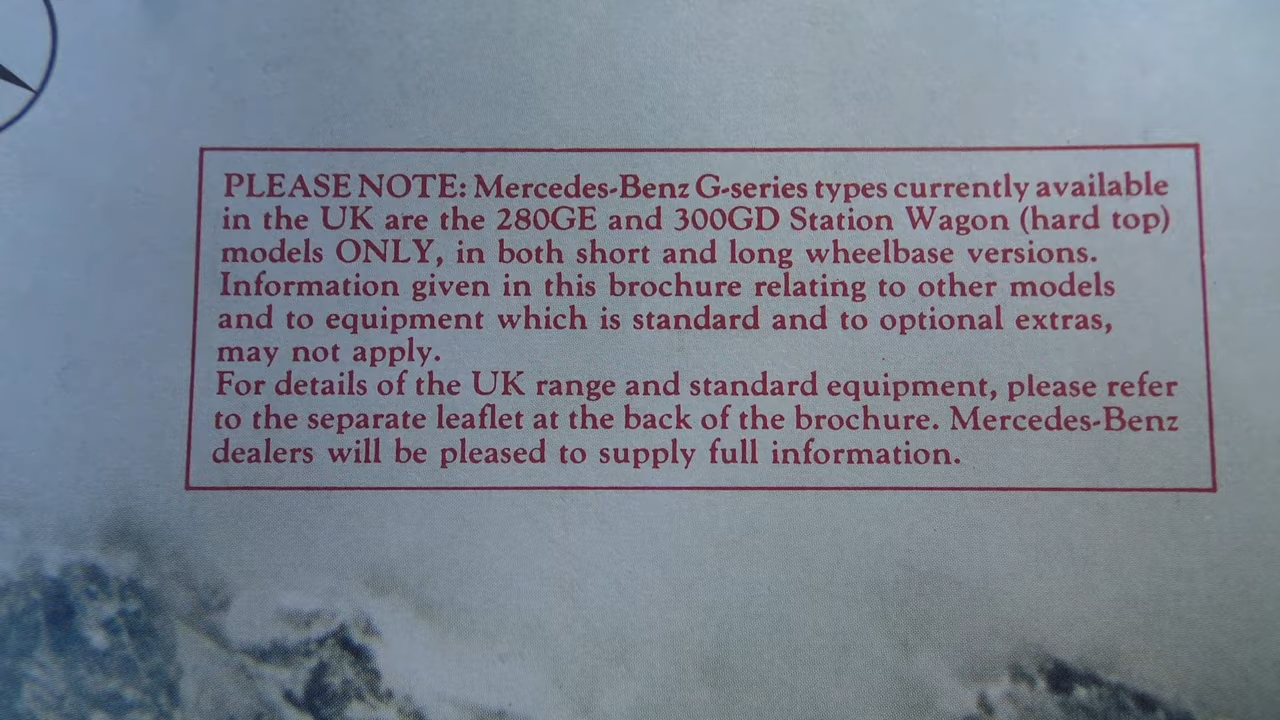 PLEASE NOTE: Mercedes-Benz G-series types currently available
in the UK are the 280GE and 300GD Station Wagon (hard top)
models ONLY, in both short and long wheelbase versions.
Information given in this brochure relating to other models
and to equipment which is standard and to optional extras,
may not apply.
For details of the UK range and standard equipment, please refer
to the separate leaflet at the back of the brochure. Mercedes-Benz
dealers will be pleased to supply full information.